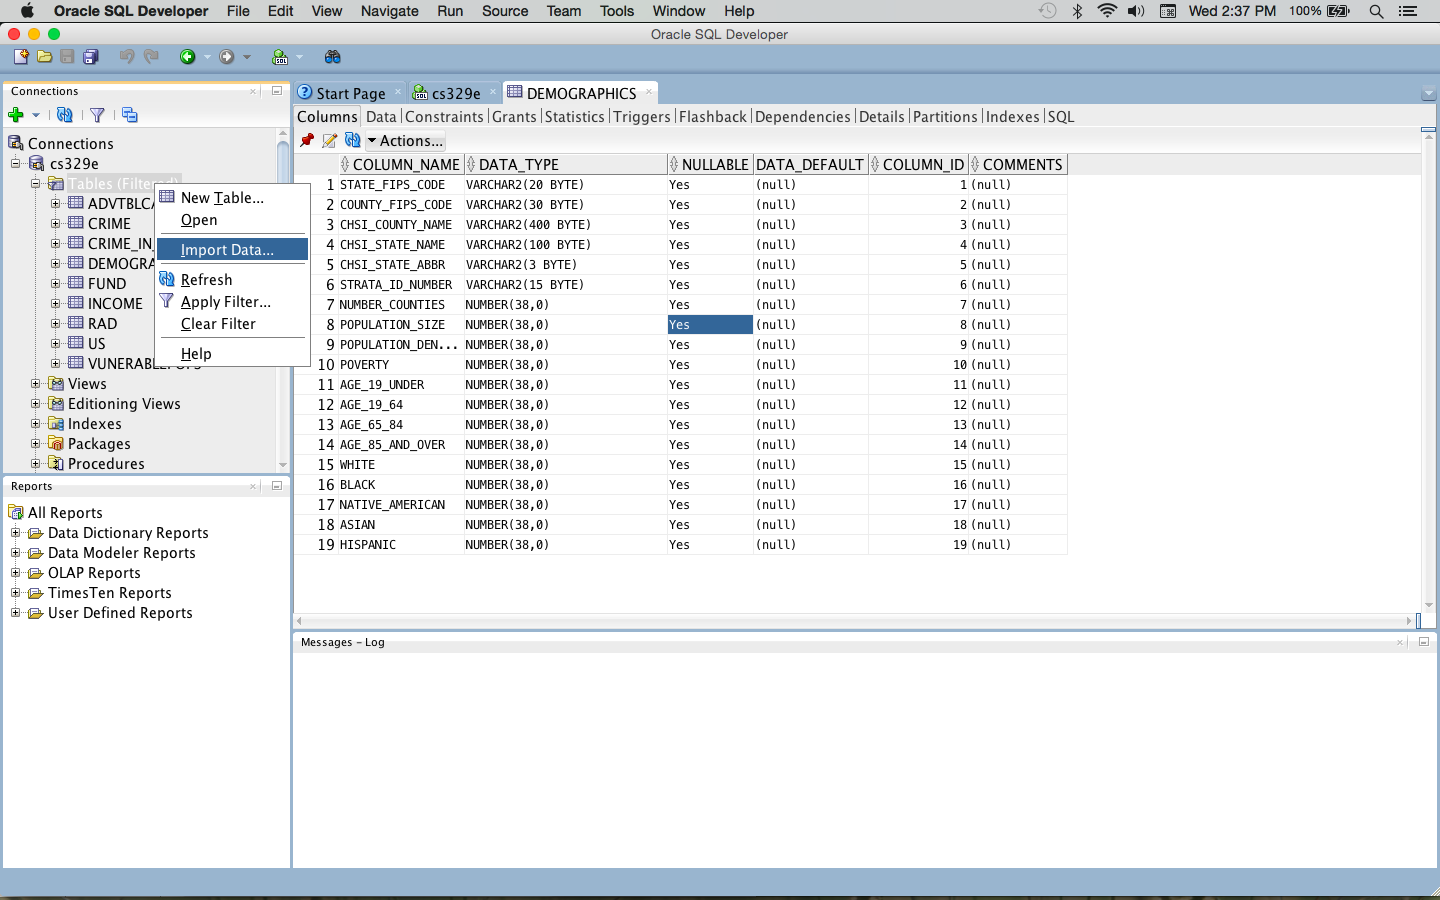 Oracle SQL Developer File Edit View Navigate Run Source Team Tools Window Help Wed 2:37 PM 100%
Oracle SQL Developer
Connections
Start Page cs329e DEMOGRAPHICS
Columns Data Constraints Grants Statistics Triggers Flashback Dependencies Details Partitions Indexes SQL
Actions...
Connections
cs329e
Tables (Filtered)
ADVTBLCA
CRIME
CRIME_IN
DEMOGRA
FUND
INCOME
RAD
US
VUNERABLEPOPS
Views
Editioning Views
Indexes
Packages
Procedures
New Table...
Open
Import Data...
Refresh
Apply Filter...
Clear Filter
Help
COLUMN_NAME DATA_TYPE NULLABLE DATA_DEFAULT COLUMN_ID COMMENTS
1 STATE_FIPS_CODE VARCHAR2(20 BYTE) Yes (null) 1 (null)
2 COUNTY_FIPS_CODE VARCHAR2(30 BYTE) Yes (null) 2 (null)
3 CHSI_COUNTY_NAME VARCHAR2(400 BYTE) Yes (null) 3 (null)
4 CHSI_STATE_NAME VARCHAR2(100 BYTE) Yes (null) 4 (null)
5 CHSI_STATE_ABBR VARCHAR2(3 BYTE) Yes (null) 5 (null)
6 STRATA_ID_NUMBER VARCHAR2(15 BYTE) Yes (null) 6 (null)
7 NUMBER_COUNTIES NUMBER(38,0) Yes (null) 7 (null)
8 POPULATION_SIZE NUMBER(38,0) Yes (null) 8 (null)
9 POPULATION_DEN... NUMBER(38,0) Yes (null) 9 (null)
10 POVERTY NUMBER(38,0) Yes (null) 10 (null)
11 AGE_19_UNDER NUMBER(38,0) Yes (null) 11 (null)
12 AGE_19_64 NUMBER(38,0) Yes (null) 12 (null)
13 AGE_65_84 NUMBER(38,0) Yes (null) 13 (null)
14 AGE_85_AND_OVER NUMBER(38,0) Yes (null) 14 (null)
15 WHITE NUMBER(38,0) Yes (null) 15 (null)
16 BLACK NUMBER(38,0) Yes (null) 16 (null)
17 NATIVE_AMERICAN NUMBER(38,0) Yes (null) 17 (null)
18 ASIAN NUMBER(38,0) Yes (null) 18 (null)
19 HISPANIC NUMBER(38,0) Yes (null) 19 (null)
Reports
All Reports
Data Dictionary Reports
Data Modeler Reports
OLAP Reports
TimesTen Reports
User Defined Reports
Messages - Log